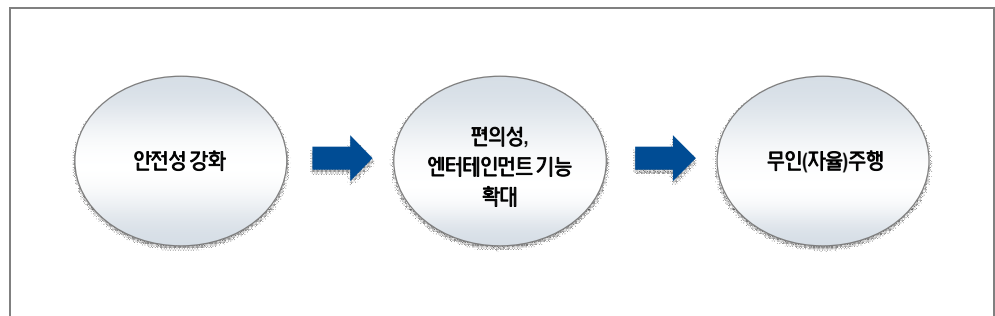 안전성 강화
편의성,
엔터테인먼트 기능
확대
무인(자율)주행